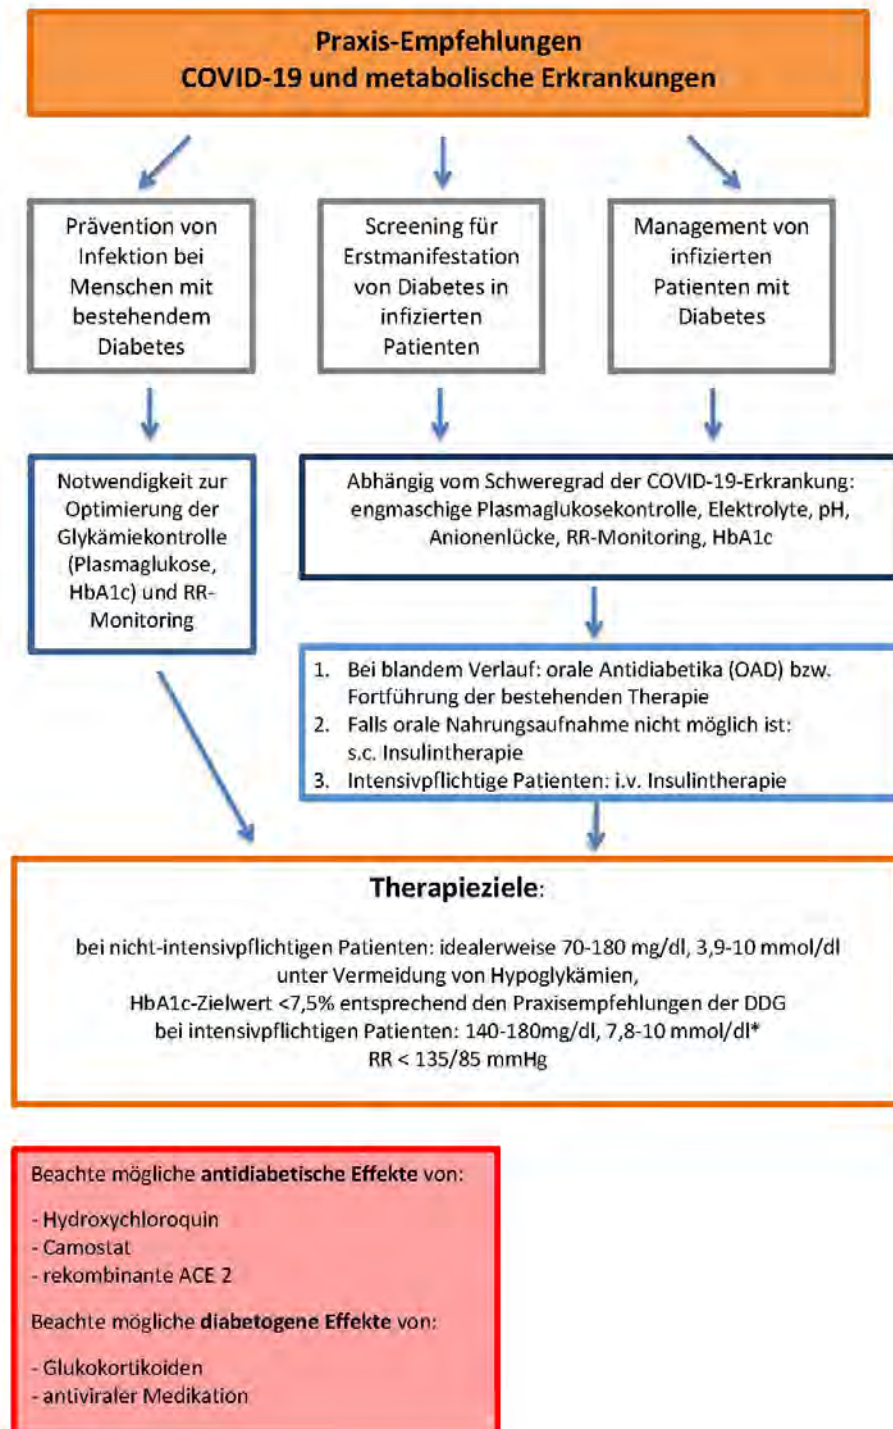 Praxis-Empfehlungen
COVID-19 und metabolische Erkrankungen
Prävention von
Infektion bei
Menschen mit
bestehendem
Diabetes
Screening für
Erstmanifestation
von Diabetes in
infizierten
Patienten
Management von
infizierten
Patienten mit
Diabetes
Notwendigkeit zur
Optimierung der
Glykämiekontrolle
(Plasmaglukose,
HbA1c) und RR-
Monitoring
Abhängig vom Schweregrad der COVID-19-Erkrankung:
engmaschige Plasmaglukosekontrolle, Elektrolyte, pH,
Anionenlücke, RR-Monitoring, HbA1c
1. Bei blandem Verlauf: orale Antidiabetika (OAD) bzw.
Fortführung der bestehenden Therapie
2. Falls orale Nahrungsaufnahme nicht möglich ist:
s.c. Insulintherapie
3. Intensivpflichtige Patienten: i.v. Insulintherapie
Therapieziele:
bei nicht-intensivpflichtigen Patienten: idealerweise 70-180 mg/dl, 3,9-10 mmol/dl
unter Vermeidung von Hypoglykämien,
HbA1c-Zielwert <7,5% entsprechend den Praxisempfehlungen der DDG
bei intensivpflichtigen Patienten: 140-180mg/dl, 7,8-10 mmol/dl*
RR < 135/85 mmHg
Beachte mögliche antidiabetische Effekte von:
- Hydroxychloroquin
- Camostat
- rekombinante ACE 2
Beachte mögliche diabetogene Effekte von:
- Glukokortikoiden
- antiviraler Medikation